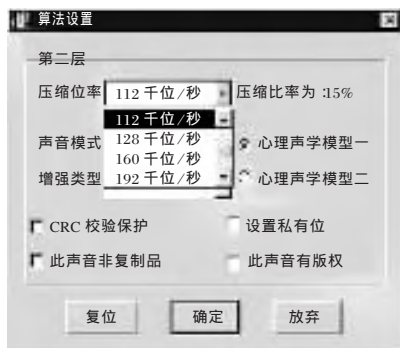 算法设置
第二层
压缩位率 112 千位/秒 压缩比率为:15%
112 千位/秒
128 千位/秒
声音模式 心理声学模型一
160 千位/秒
增强类型 192 千位/秒 心理声学模型二
CRC 校验保护 设置私有位
此声音非复制品 此声音有版权
复位 确定 放弃